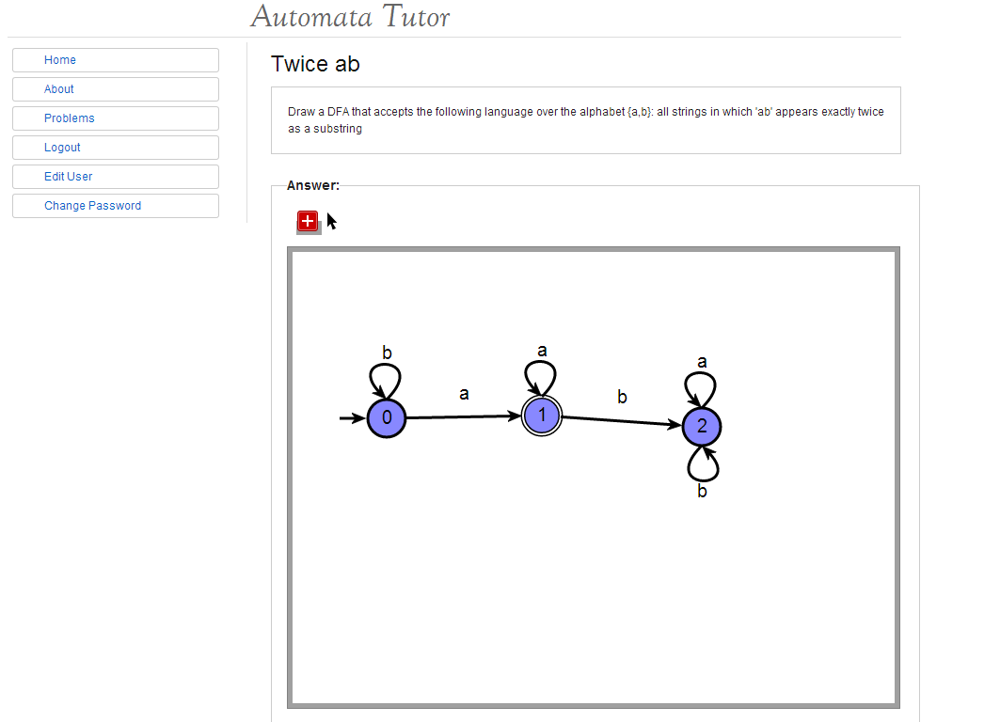 Automata Tutor
Home
About
Problems
Logout
Edit User
Change Password
Twice ab
Draw a DFA that accepts the following language over the alphabet {a,b}: all strings in which 'ab' appears exactly twice
as a substring
Answer:
+
b
a
a
b
a
0
1
2
b